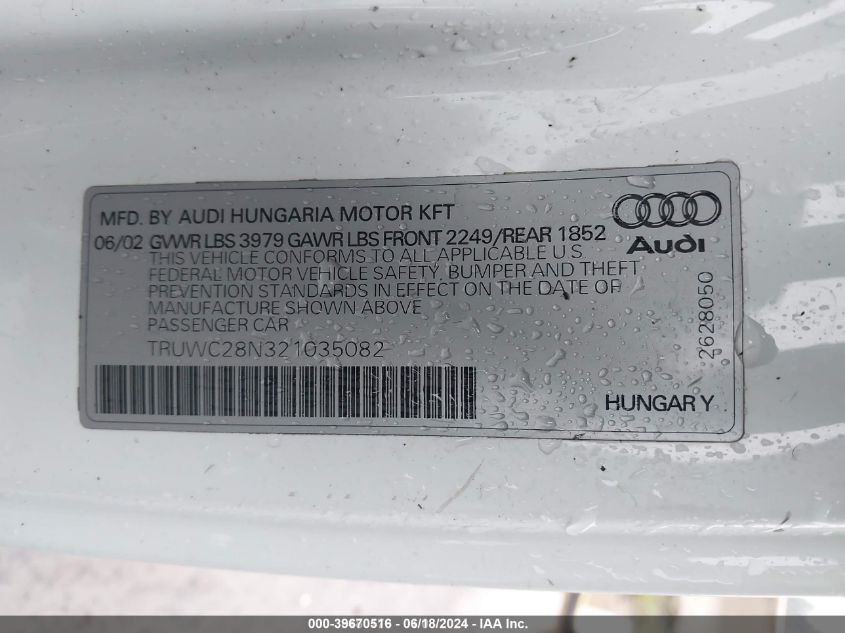 MFD. BY AUDI HUNGARIA MOTOR KFT
06/02 GVWR LBS 3979 GAWR LBS FRONT 2249/REAR 1852
THIS VEHICLE CONFORMS TO ALL APPLICABLE U.S.
FEDERAL MOTOR VEHICLE SAFETY, BUMPER AND THEFT
PREVENTION STANDARDS IN EFFECT ON THE DATE OF
MANUFACTURE SHOWN ABOVE
PASSENGER CAR
TRUWC28N321035082
Audi
2628050
HUNGARY
000-39670516 - 06/18/2024 - IAA Inc.